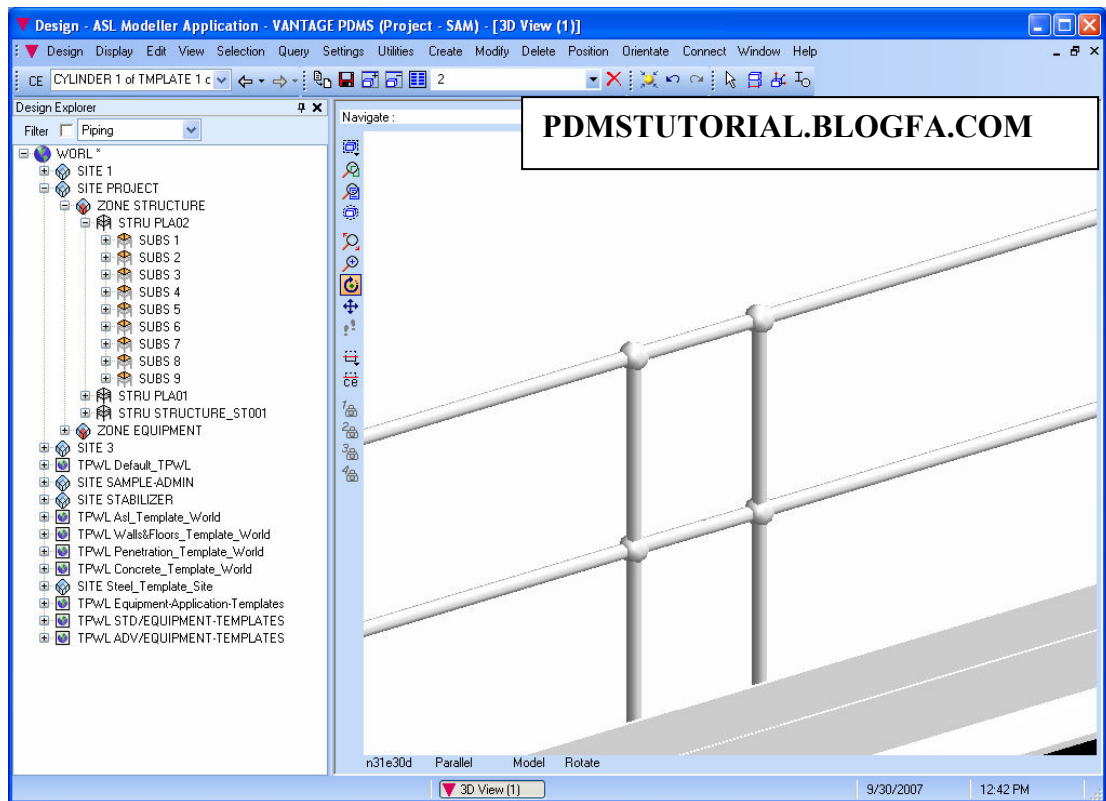 Design - ASL Modeller Application - VANTAGE PDMS (Project - SAM) - [3D View (1)]
Design Display Edit View Selection Query Settings Utilities Create Modify Delete Position Orientate Connect Window Help
CE CYLINDER 1 of TMPLATE 1 c 2
Design Explorer
Filter Piping
WORL *
SITE 1
SITE PROJECT
ZONE STRUCTURE
STRU PLA02
SUBS 1
SUBS 2
SUBS 3
SUBS 4
SUBS 5
SUBS 6
SUBS 7
SUBS 8
SUBS 9
STRU PLA01
STRU STRUCTURE_ST001
ZONE EQUIPMENT
SITE 3
TPWL Default_TPWL
SITE SAMPLE-ADMIN
SITE STABILIZER
TPWL Asl_Template_World
TPWL Walls&Floors_Template_World
TPWL Penetration_Template_World
TPWL Concrete_Template_World
SITE Steel_Template_Site
TPWL Equipment-Application-Templates
TPWL STD/EQUIPMENT-TEMPLATES
TPWL ADV/EQUIPMENT-TEMPLATES
Navigate :
PDMSTUTORIAL.BLOGFA.COM
ce
1
2
3
4
n31e30d Parallel Model Rotate
3D View (1)
9/30/2007 12:42 PM